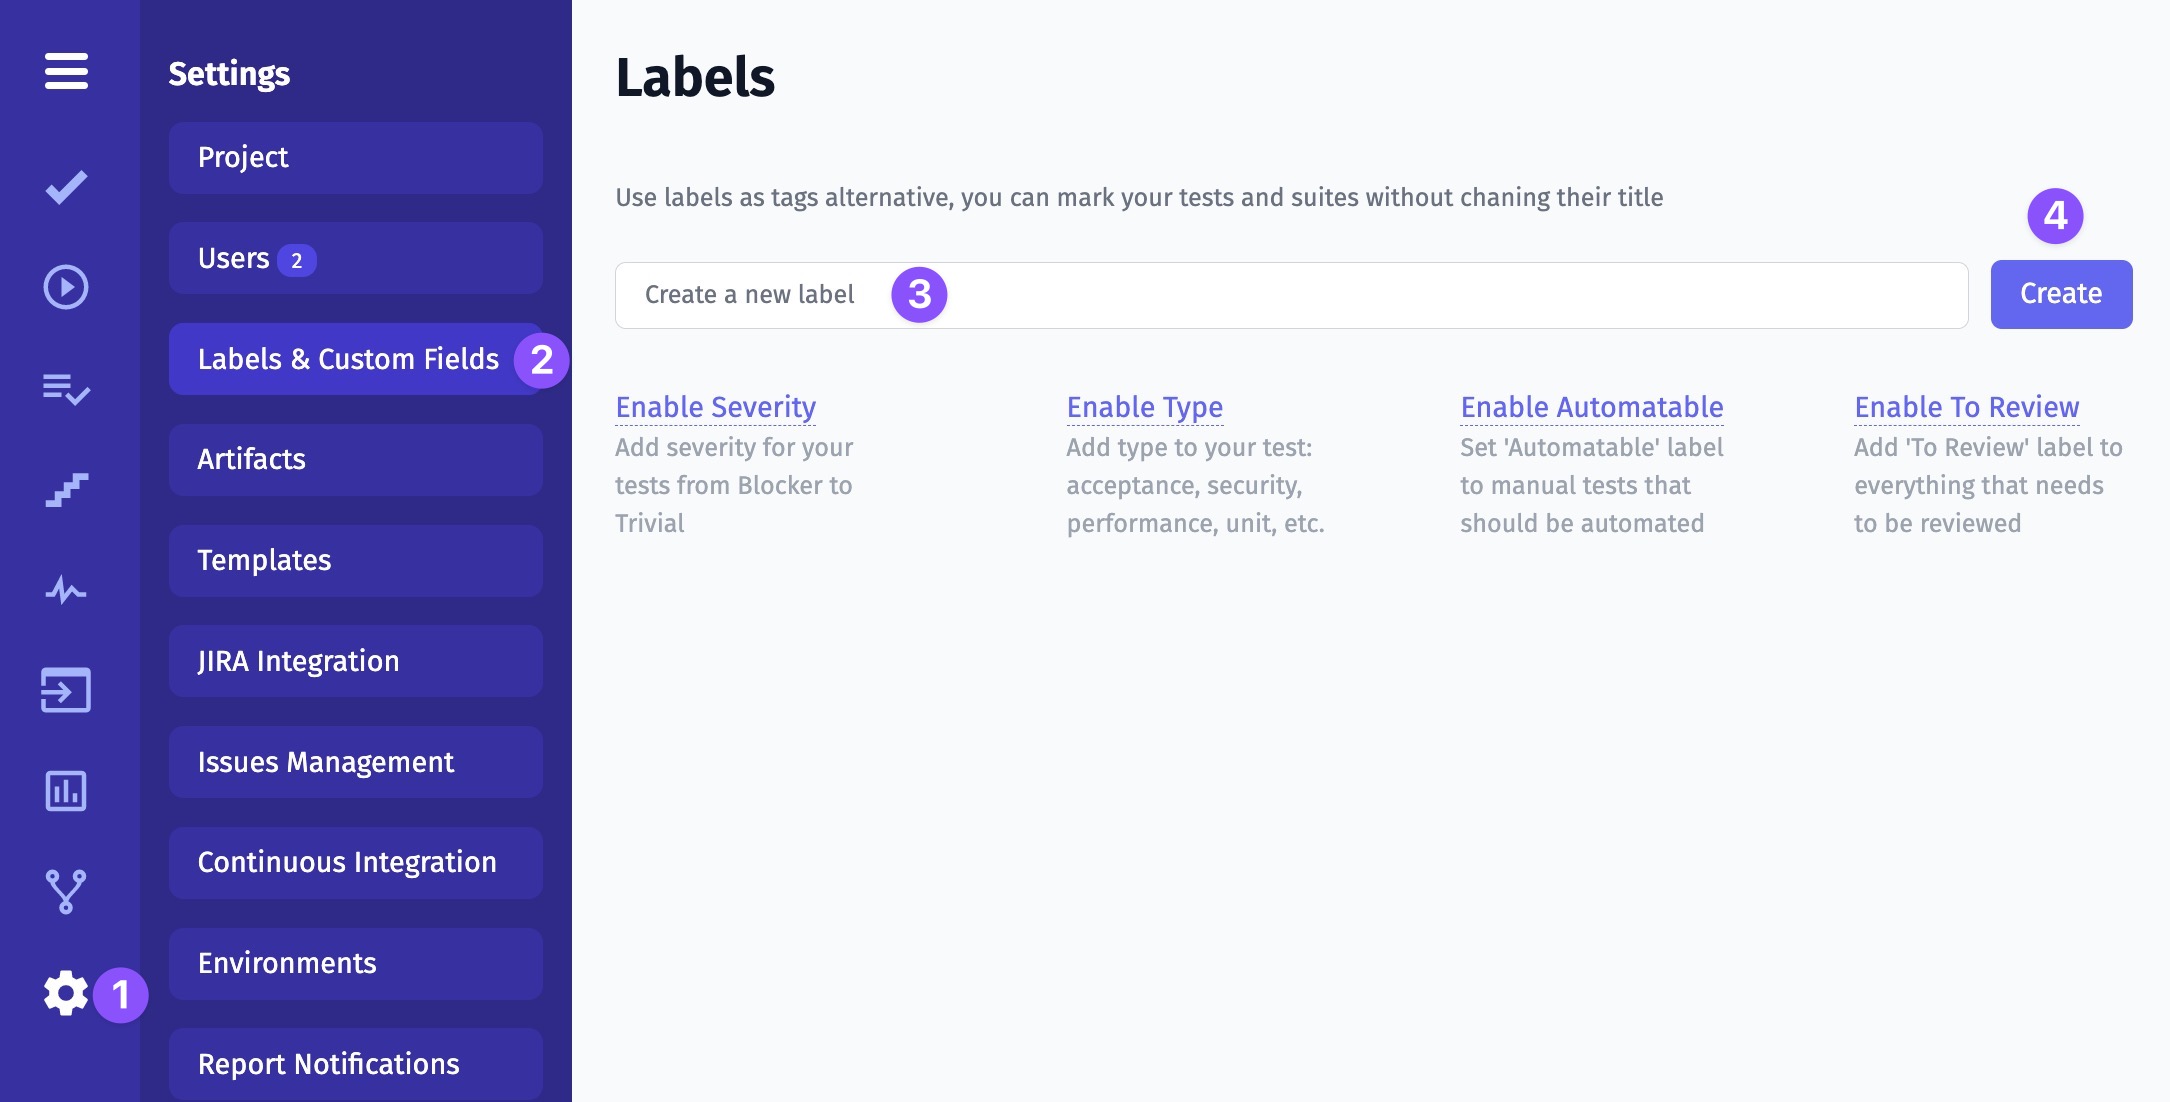 Settings
Project
Users 2
Labels & Custom Fields 2
Artifacts
Templates
JIRA Integration
Issues Management
Continuous Integration
Environments
1
Report Notifications
Labels
Use labels as tags alternative, you can mark your tests and suites without chaning their title
4
Create a new label 3
Create
Enable Severity
Add severity for your
tests from Blocker to
Trivial
Enable Type
Add type to your test:
acceptance, security,
performance, unit, etc.
Enable Automatable
Set 'Automatable' label
to manual tests that
should be automated
Enable To Review
Add 'To Review' label to
everything that needs
to be reviewed